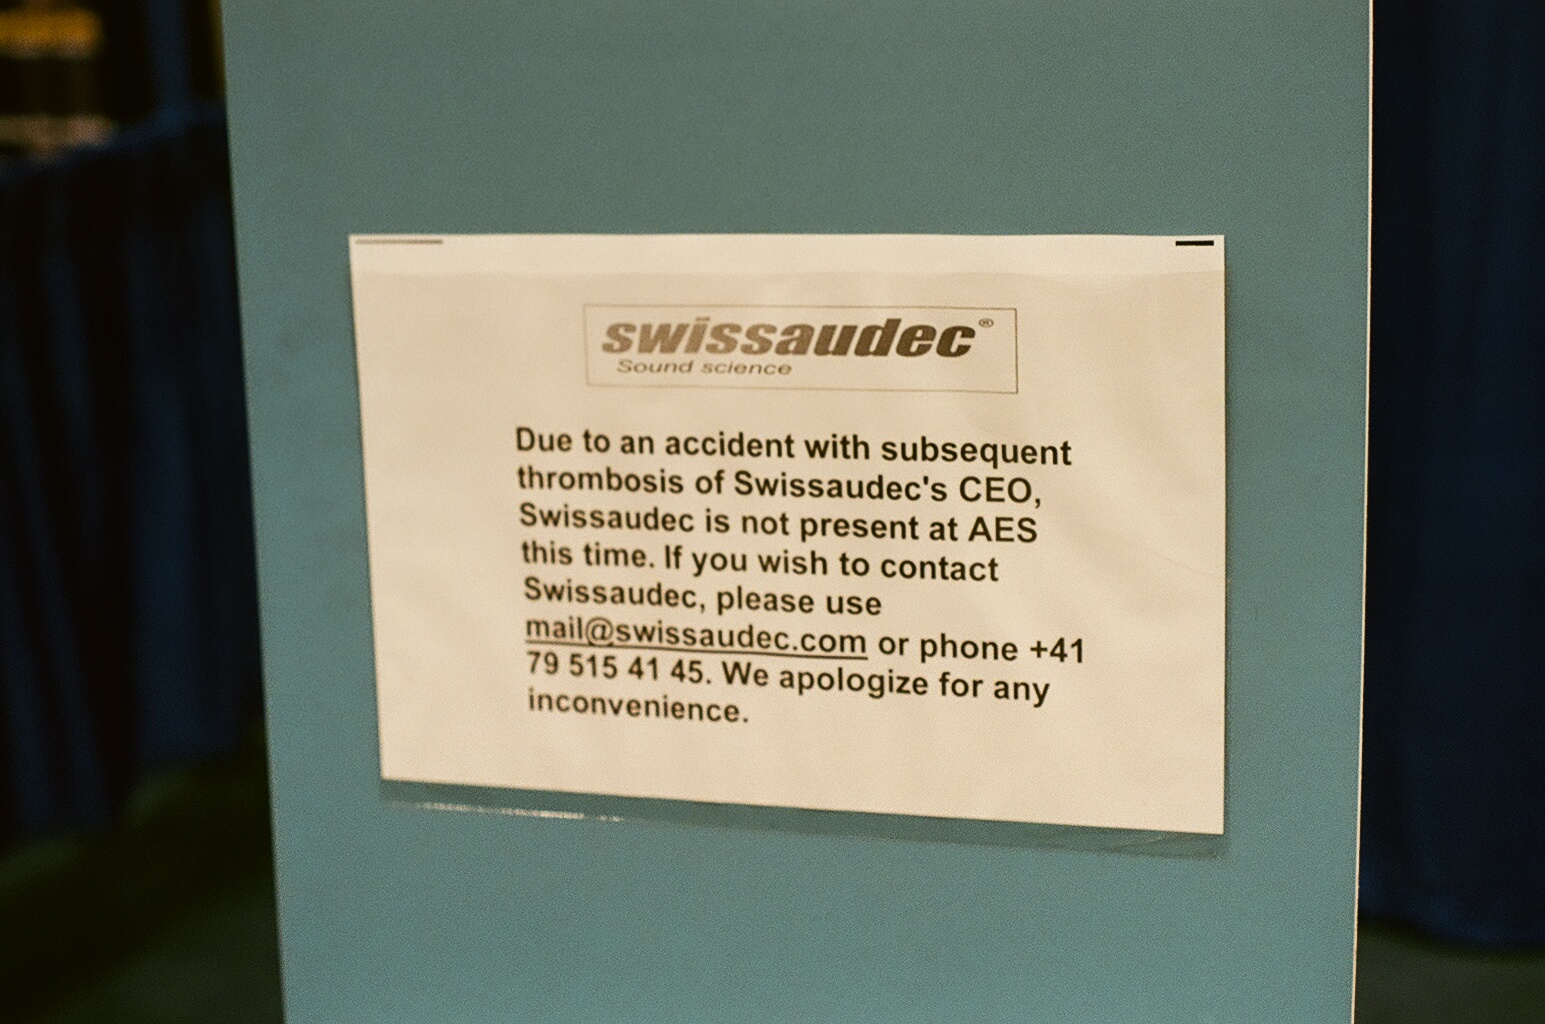 swissaudec®
Sound science
Due to an accident with subsequent
thrombosis of Swissaudec's CEO,
Swissaudec is not present at AES
this time. If you wish to contact
Swissaudec, please use
mail@swissaudec.com or phone +41
79 515 41 45. We apologize for any
inconvenience.